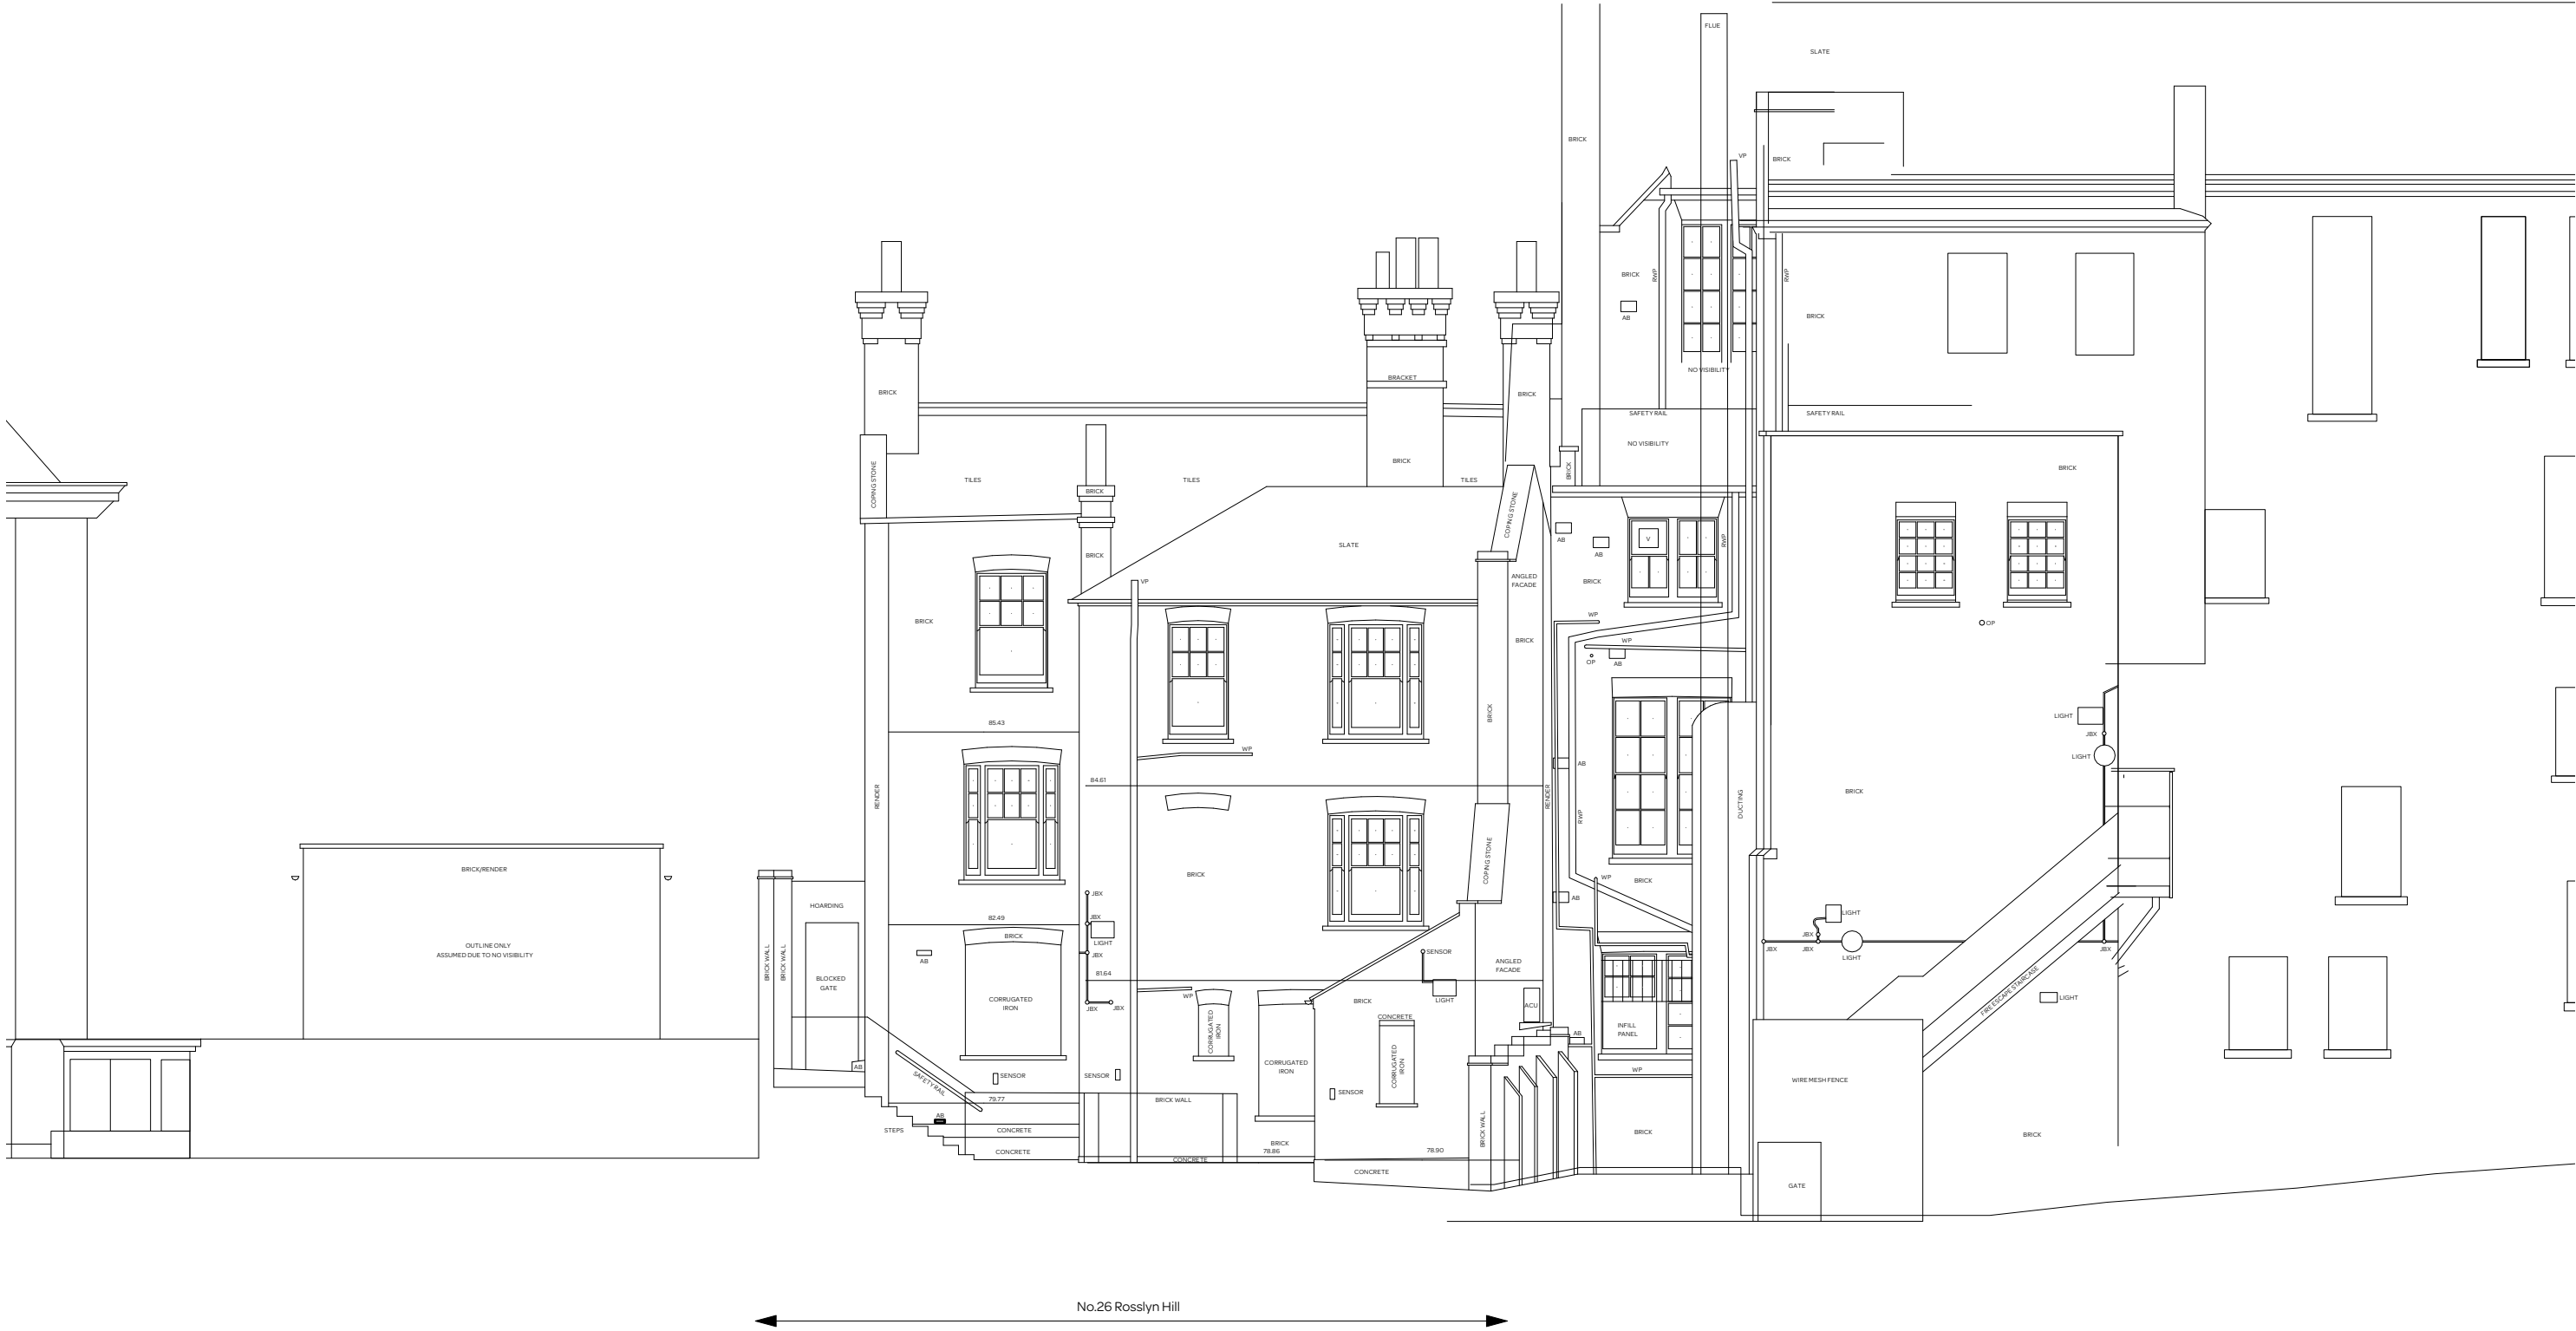 FLUE
SLATE
BRICK
VP
BRICK
BRICK
RWP
RWP
AB
BRICK
NO VISIBILITY
BRACKET
BRICK
BRICK
SAFETY RAIL
SAFETY RAIL
NO VISIBILITY
BRICK
BRICK
BRICK
COPING STONE
TILES
TILES
TILES
BRICK
COPING STONE
AB
AB
V
RWP
SLATE
BRICK
ANGLED
FACADE
BRICK
VP
WP
BRICK
BRICK
WP
OP
AB
OP
85.43
BRICK
LIGHT
JBX
WP
LIGHT
AB
84.61
RENDER
RENDER
RWP
DUCTING
BRICK
BRICK/RENDER
BRICK
COPING STONE
WP
BRICK
JBX
AB
HOARDING
LIGHT
82.49
JBX
BRICK
LIGHT
JBX
JBX
JBX
JBX
LIGHT
OUTLINE ONLY
ASSUMED DUE TO NO VISIBILITY
BRICK WALL
BRICK WALL
AB
JBX
SENSOR
ANGLED
FACADE
81.64
BLOCKED
GATE
FIRE ESCAPE STAIRCASE
WP
CORRUGATED
IRON
BRICK
LIGHT
LIGHT
JBX
JBX
ACU
CONCRETE
INFILL
PANEL
CORRUGATED
IRON
AB
CORRUGATED
IRON
CORRUGATED
IRON
AB
SAFETY RAIL
SENSOR
SENSOR
WP
WIRE MESH FENCE
SENSOR
79.77
BRICK WALL
AB
STEPS
CONCRETE
BRICK WALL
BRICK
BRICK
BRICK
CONCRETE
78.86
78.90
CONCRETE
CONCRETE
GATE
No.26 Rosslyn Hill